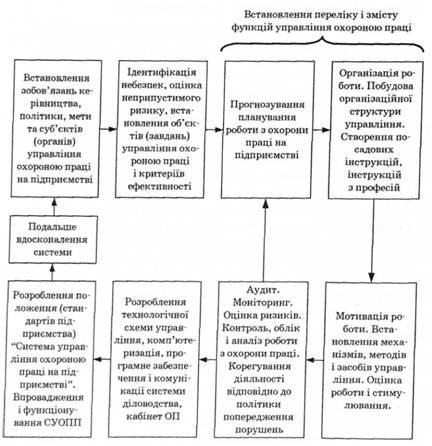 Встановлення переліку і змісту
функцій управління охороною праці
Встановлення
зобов’язань ке-
рівництва,
політики, мети
та суб’єктів
(органів)
управління
охороною праці
на підприємстві
Ідентифікація
небезпек, оцінка
неприпустимого
ризику, вста-
новлення об’єк-
тів (завдань)
управління охо-
роною праці
і критеріїв
ефективності
Прогнозування
планування
роботи з охорони
праці на
підприємстві
Організація ро-
боти. Побудова
організаційної
структури
управління.
Створення по-
садових
інструкцій,
інструкцій
з професій
Подальше
вдосконалення
системи
Розроблення по-
ложення (стан-
дартів під-
приємства)
“Система управ-
ління охороною
праці на під-
приємстві”.
Впровадження
і функціону-
вання СУОПП
Розроблення
технологічної
схеми управ-
ління, комп’юте-
ризація, про-
грамне забезпе-
чення і комуні-
кації системи
діловодства,
кабінет ОП
Аудит.
Моніторинг.
Оцінка ризиків.
Контроль, облік
і аналіз роботи
з охорони праці.
Корегування
діяльності
відповідно до
політики
попередження
порушень
Мотивація ро-
боти. Вста-
новлення меха-
нізмів, методів
і засобів управ-
ління. Оцінка
роботи і стиму-
лювання.